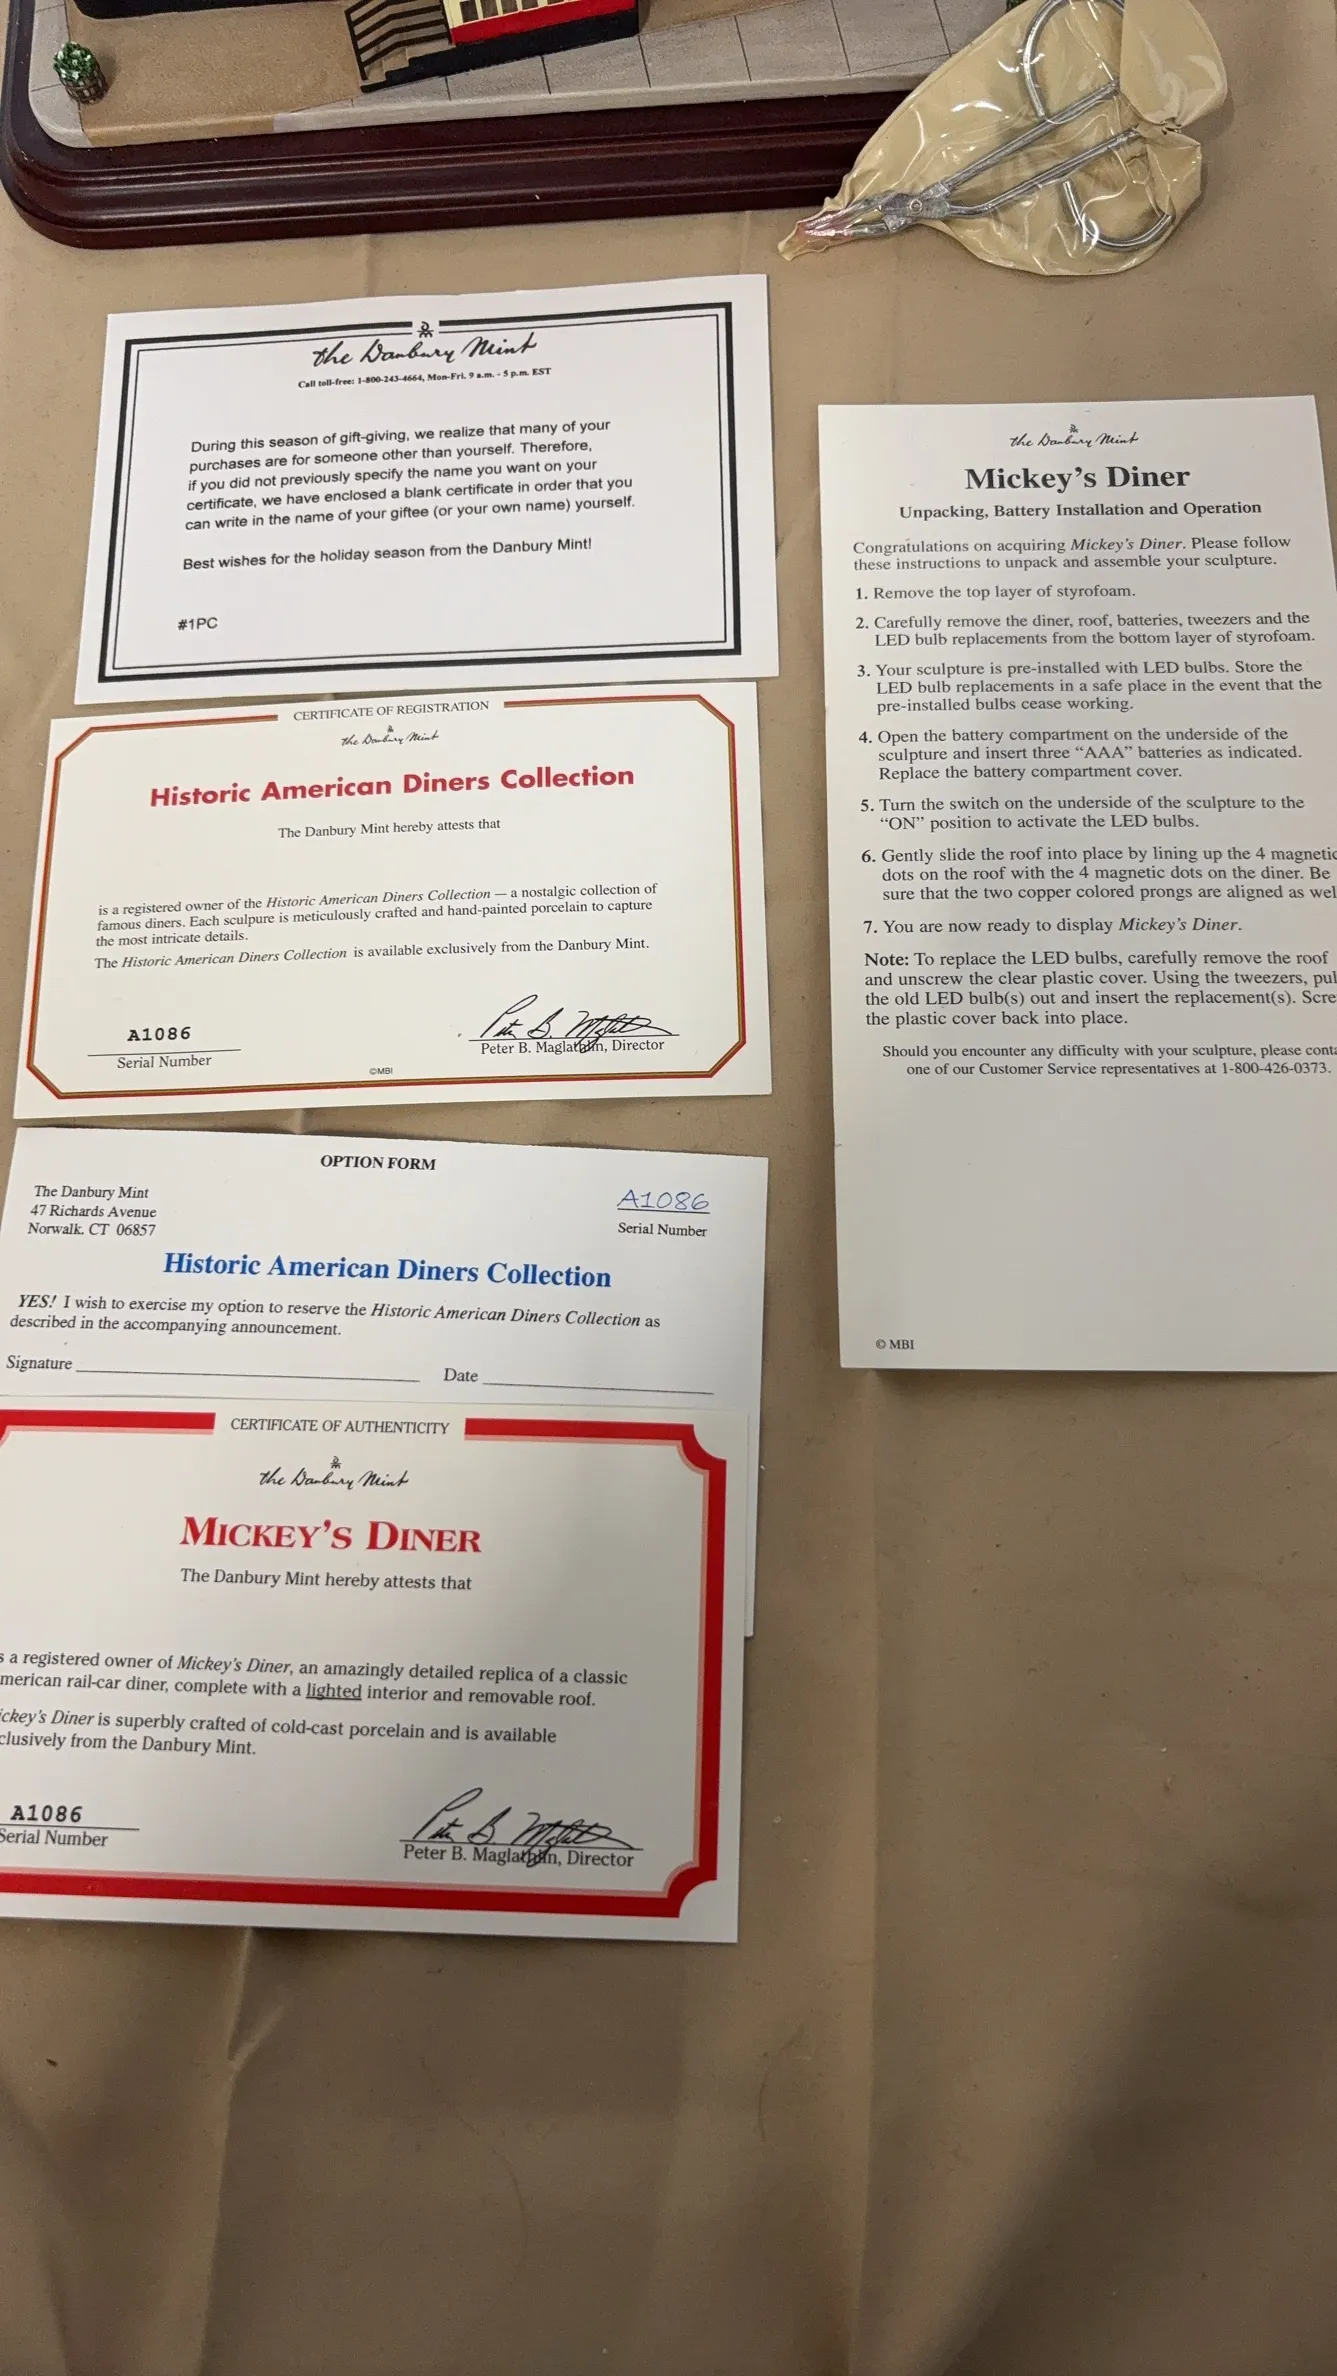 the Danbury Mint
Call toll-free: 1-800-243-4664, Mon-Fri. 9 a.m. - 5 p.m. EST
During this season of gift-giving, we realize that many of your
purchases are for someone other than yourself. Therefore,
if you did not previously specify the name you want on your
certificate, we have enclosed a blank certificate in order that you
can write in the name of your giftee (or your own name) yourself.
Best wishes for the holiday season from the Danbury Mint!
#1PC
CERTIFICATE OF REGISTRATION
the Danbury Mint
Historic American Diners Collection
The Danbury Mint hereby attests that
is a registered owner of the Historic American Diners Collection — a nostalgic collection of
famous diners. Each sculpure is meticulously crafted and hand-painted porcelain to capture
the most intricate details.
The Historic American Diners Collection is available exclusively from the Danbury Mint.
A1086
Serial Number
Peter B. Maglathlin, Director
©MBI
OPTION FORM
The Danbury Mint
47 Richards Avenue
Norwalk, CT 06857
A1086
Serial Number
Historic American Diners Collection
YES! I wish to exercise my option to reserve the Historic American Diners Collection as
described in the accompanying announcement.
Signature
Date
CERTIFICATE OF AUTHENTICITY
the Danbury Mint
MICKEY'S DINER
The Danbury Mint hereby attests that
s a registered owner of Mickey's Diner, an amazingly detailed replica of a classic
merican rail-car diner, complete with a lighted interior and removable roof.
ickey's Diner is superbly crafted of cold-cast porcelain and is available
clusively from the Danbury Mint.
A1086
Serial Number
Peter B. Maglathlin, Director
the Danbury Mint
Mickey's Diner
Unpacking, Battery Installation and Operation
Congratulations on acquiring Mickey's Diner. Please follow
these instructions to unpack and assemble your sculpture.
1. Remove the top layer of styrofoam.
2. Carefully remove the diner, roof, batteries, tweezers and the
LED bulb replacements from the bottom layer of styrofoam.
3. Your sculpture is pre-installed with LED bulbs. Store the
LED bulb replacements in a safe place in the event that the
pre-installed bulbs cease working.
4. Open the battery compartment on the underside of the
sculpture and insert three "AAA" batteries as indicated.
Replace the battery compartment cover.
5. Turn the switch on the underside of the sculpture to the
"ON" position to activate the LED bulbs.
6. Gently slide the roof into place by lining up the 4 magnetic
dots on the roof with the 4 magnetic dots on the diner. Be
sure that the two copper colored prongs are aligned as wel
7. You are now ready to display Mickey's Diner.
Note: To replace the LED bulbs, carefully remove the roof
and unscrew the clear plastic cover. Using the tweezers, pul
the old LED bulb(s) out and insert the replacement(s). Scre
the plastic cover back into place.
Should you encounter any difficulty with your sculpture, please conta
one of our Customer Service representatives at 1-800-426-0373.
© MBI